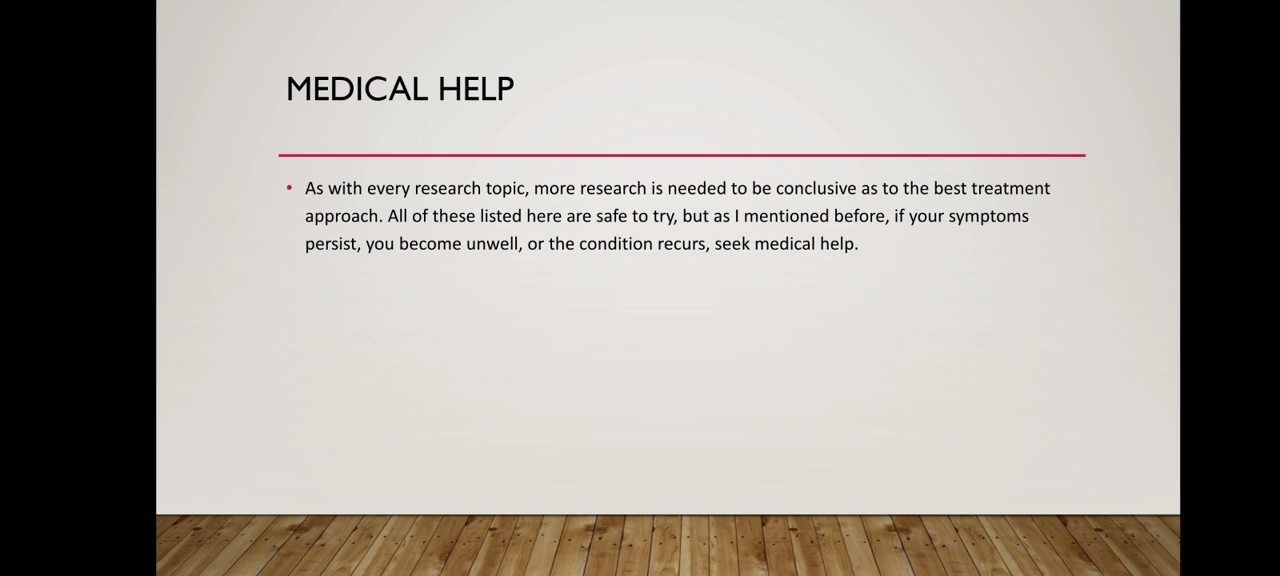 MEDICAL HELP
• As with every research topic, more research is needed to be conclusive as to the best treatment
approach. All of these listed here are safe to try, but as I mentioned before, if your symptoms
persist, you become unwell, or the condition recurs, seek medical help.